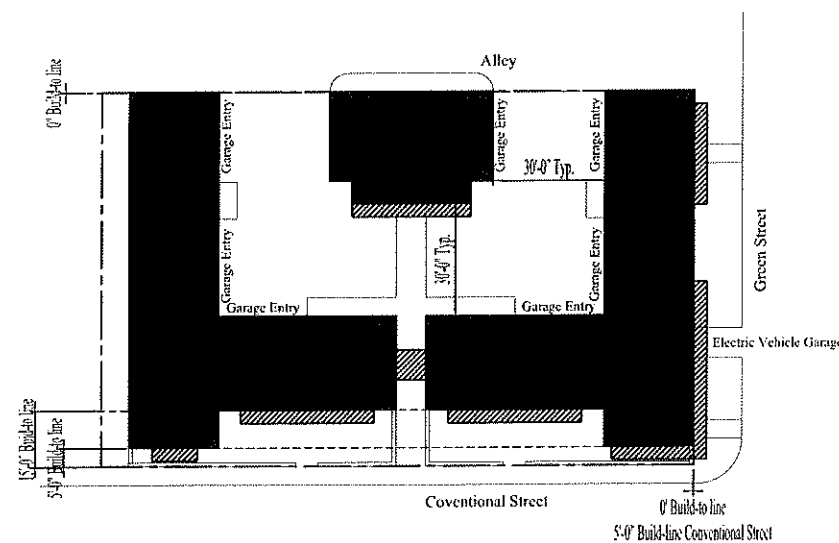 Alley
0" Build-to line
Garage Entry
Garage Entry
Garage Entry
30'-0" Typ.
Garage Entry
Garage Entry
30'-0" Typ.
Green Street
Garage Entry
Garage Entry
Electric Vehicle Garage
15'-0" Build-to line
5'-0" Build-to line
Coventional Street
0' Build-to line
5'-0" Build-line Conventional Street